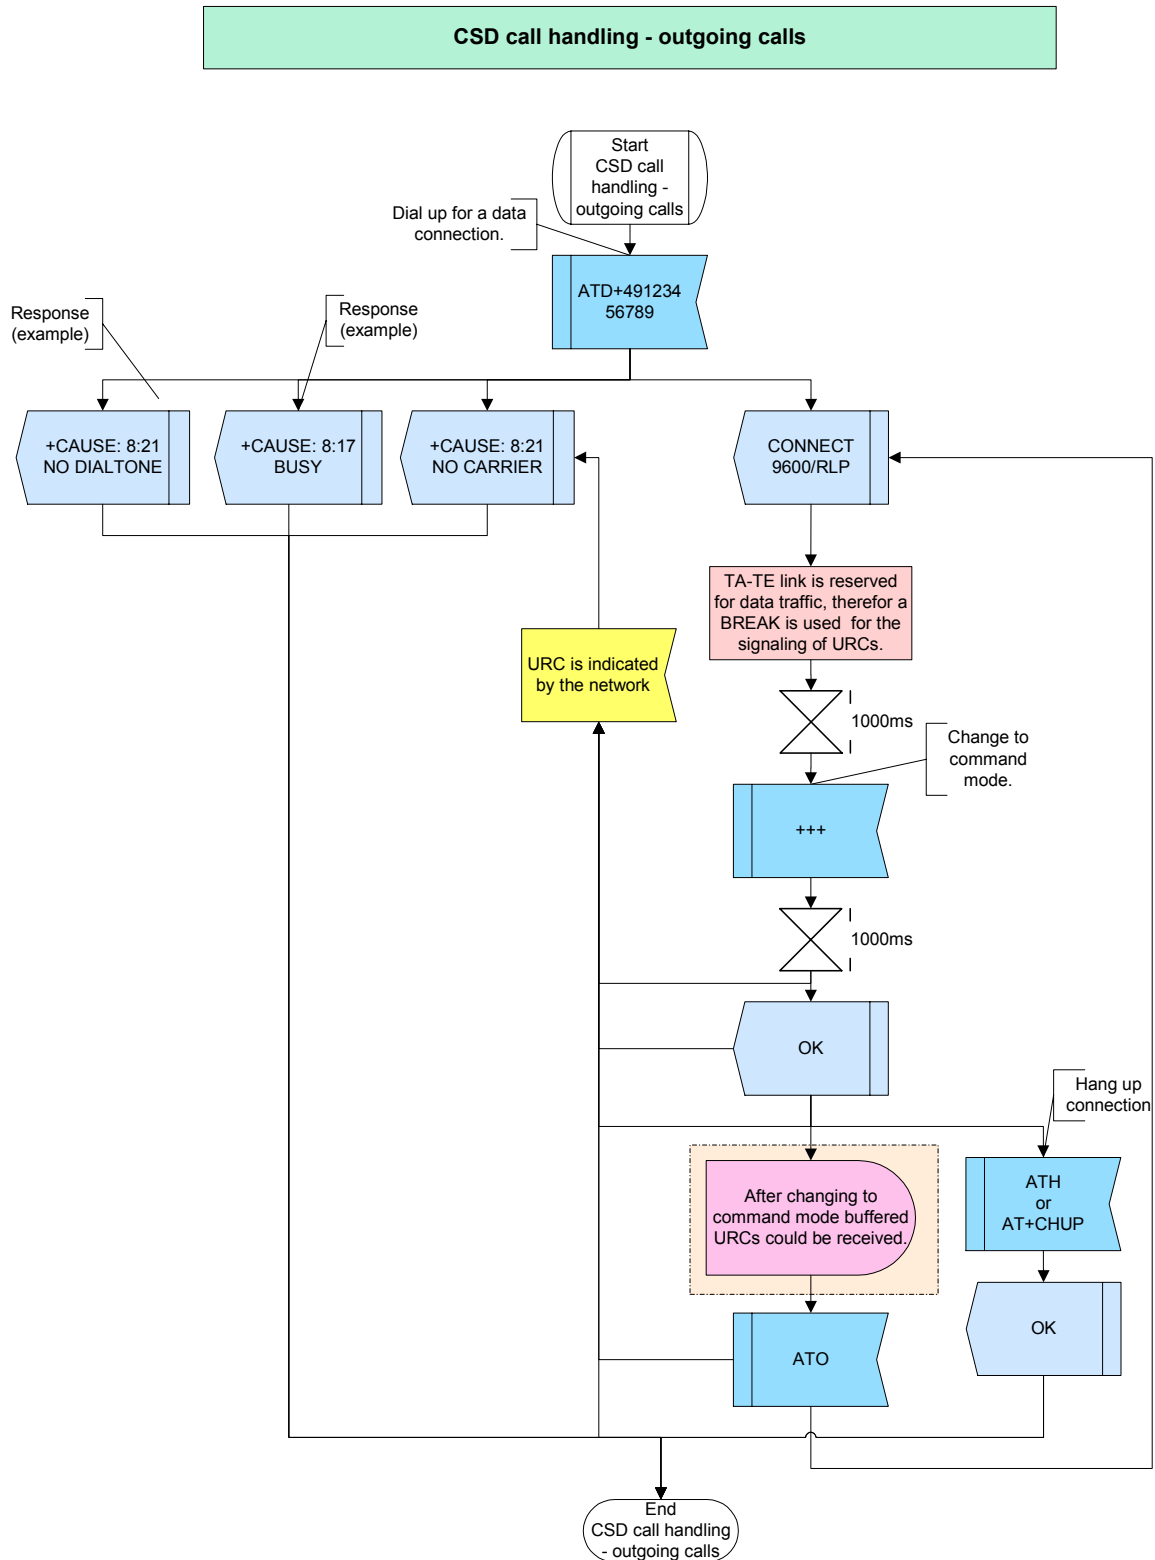 CSD call handling - outgoing calls
Start
CSD call
handling -
outgoing calls
Dial up for a data
connection.
ATD+491234
56789
Response
(example)
Response
(example)
+CAUSE: 8:21
NO DIALTONE
+CAUSE: 8:17
BUSY
+CAUSE: 8:21
NO CARRIER
CONNECT
9600/RLP
TA-TE link is reserved
for data traffic, therefor a
BREAK is used for the
signaling of URCs.
URC is indicated
by the network
1000ms
Change to
command
mode.
+++
1000ms
OK
Hang up
connection
After changing to
command mode buffered
URCs could be received.
ATH
or
AT+CHUP
OK
ATO
End
CSD call handling
- outgoing calls